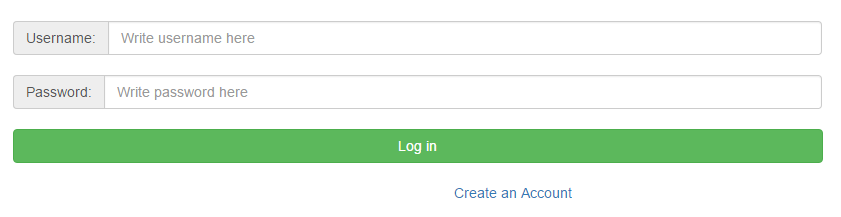 Username: Write username here
Password: Write password here
Log in
Create an Account